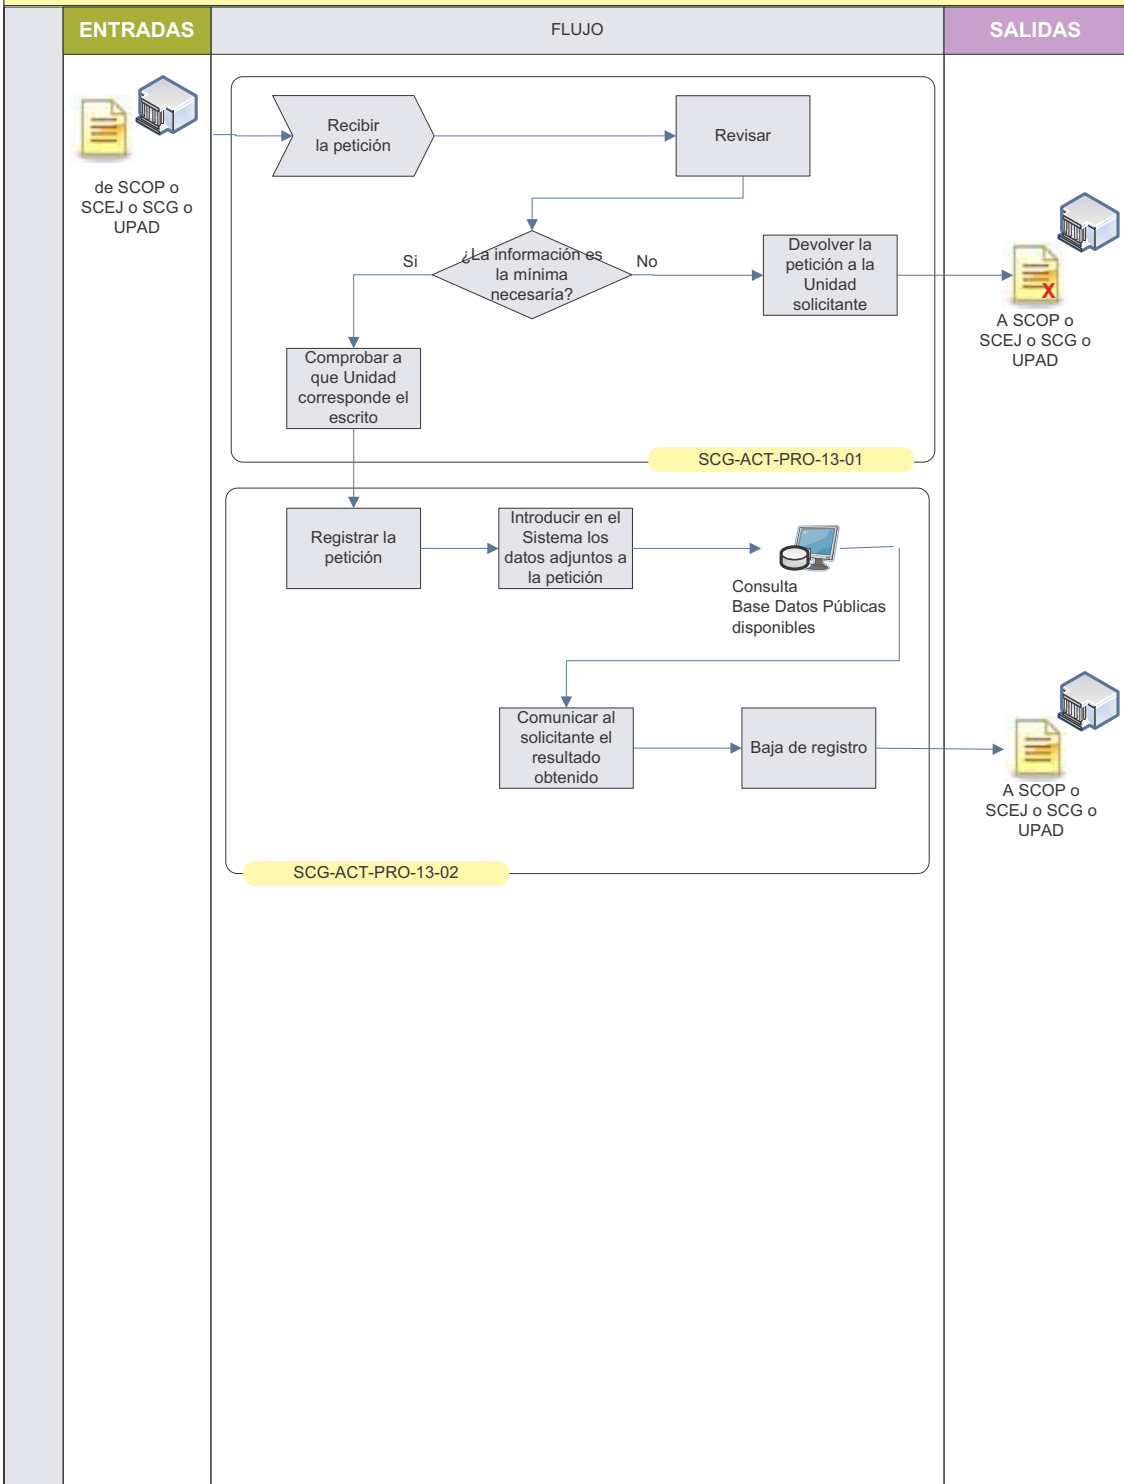 ENTRADAS
FLUJO
SALIDAS
de SCOP o
SCEJ o SCG o
UPAD
Recibir
la petición
Revisar
¿La información es
la mínima
necesaría?
Si
No
Devolver la
petición a la
Unidad
solicitante
X
A SCOP o
SCEJ o SCG o
UPAD
Comprobar a
que Unidad
corresponde el
escrito
SCG-ACT-PRO-13-01
Registrar la
petición
Introducir en el
Sistema los
datos adjuntos a
la petición
Consulta
Base Datos Públicas
disponibles
Comunicar al
solicitante el
resultado
obtenido
Baja de registro
A SCOP o
SCEJ o SCG o
UPAD
SCG-ACT-PRO-13-02